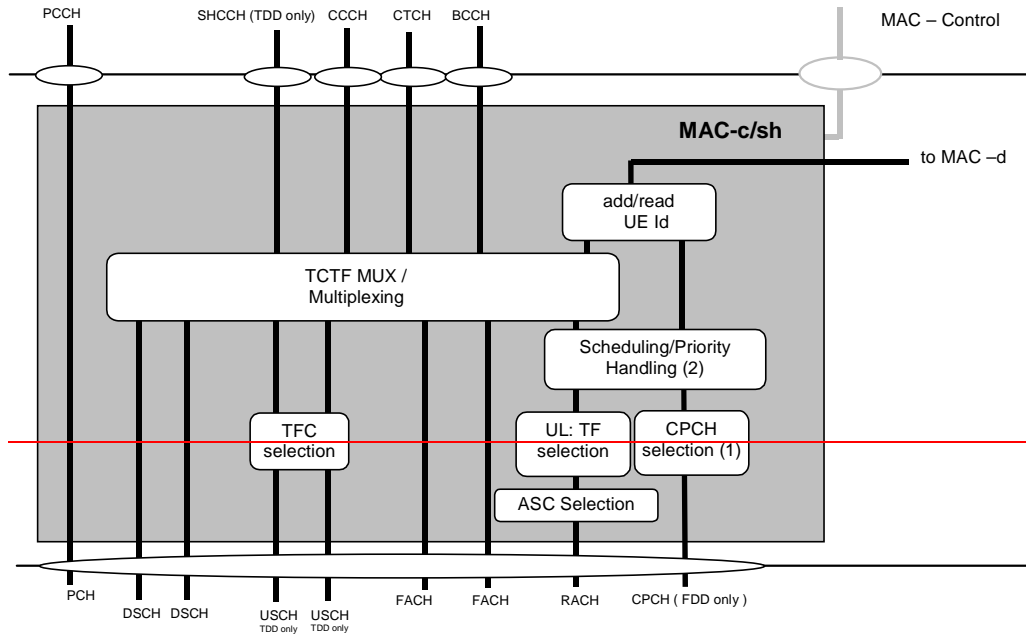 PCCH
SHCCH (TDD only)
CCCH
CTCH
BCCH
MAC – Control
MAC-c/sh
to MAC –d
add/read
UE Id
TCTF MUX /
Multiplexing
Scheduling/Priority
Handling (2)
TFC
selection
UL: TF
selection
CPCH
selection (1)
ASC Selection
PCH
DSCH
DSCH
USCH
TDD only
USCH
TDD only
FACH
FACH
RACH
CPCH ( FDD only )